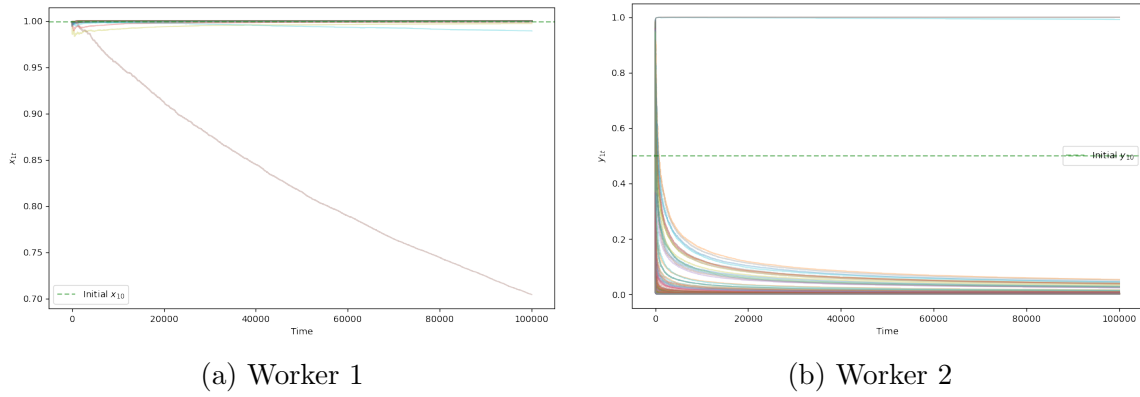 1.00
0.95
0.90
0.85
0.80
0.75
0.70
x₁ₜ
Initial x₁₀
0 20000 40000 60000 80000 100000
Time
(a) Worker 1
1.0
0.8
0.6
0.4
0.2
0.0
y₁ₜ
Initial y₁₀
0 20000 40000 60000 80000 100000
Time
(b) Worker 2